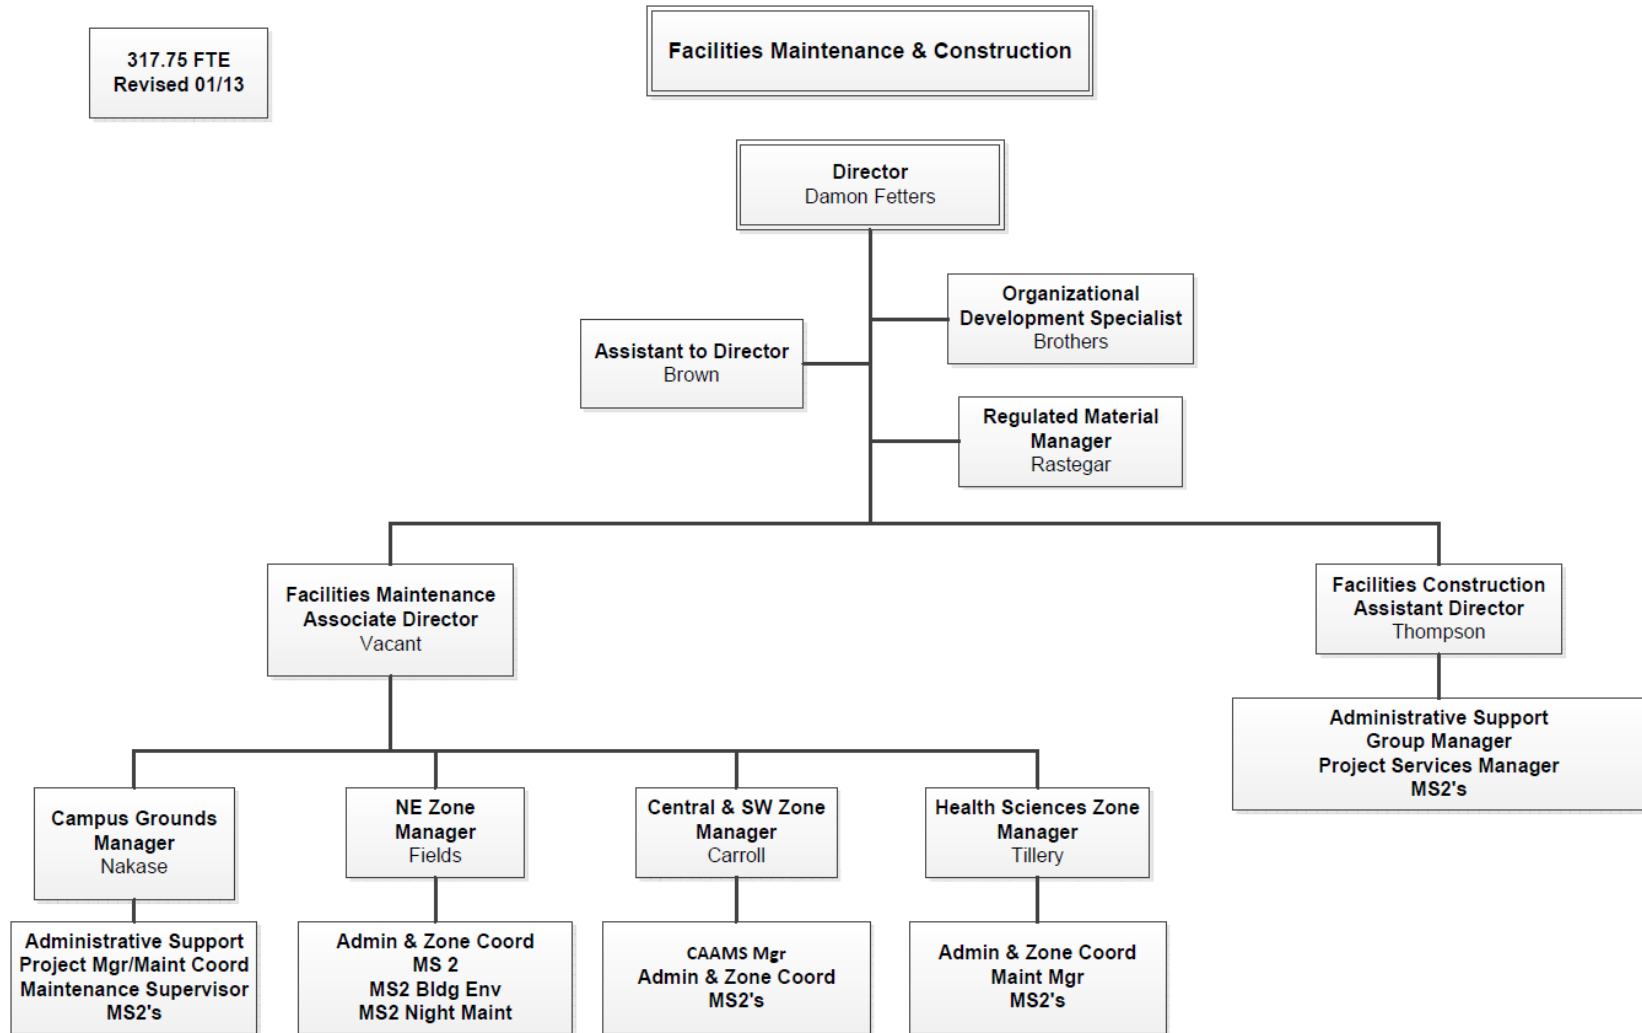 317.75 FTE
Revised 01/13
Facilities Maintenance & Construction
Director
Damon Fetters
Organizational
Development Specialist
Brothers
Assistant to Director
Brown
Regulated Material
Manager
Rastegar
Facilities Maintenance
Associate Director
Vacant
Facilities Construction
Assistant Director
Thompson
Administrative Support
Group Manager
Project Services Manager
MS2's
Campus Grounds
Manager
Nakase
NE Zone
Manager
Fields
Central & SW Zone
Manager
Carroll
Health Sciences Zone
Manager
Tillery
Administrative Support
Project Mgr/Maint Coord
Maintenance Supervisor
MS2's
Admin & Zone Coord
MS 2
MS2 Bldg Env
MS2 Night Maint
CAAMS Mgr
Admin & Zone Coord
MS2's
Admin & Zone Coord
Maint Mgr
MS2's